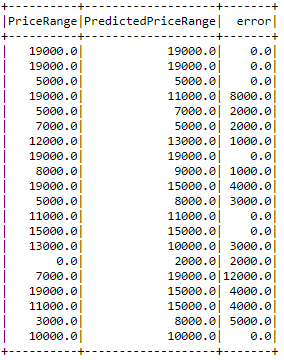 +----------+-------------------+-------+
|PriceRange|PredictedPriceRange|  error|
+----------+-------------------+-------+
|   19000.0|            19000.0|    0.0|
|   19000.0|            19000.0|    0.0|
|    5000.0|             5000.0|    0.0|
|   19000.0|            11000.0| 8000.0|
|    5000.0|             7000.0| 2000.0|
|    7000.0|             5000.0| 2000.0|
|   12000.0|            13000.0| 1000.0|
|   19000.0|            19000.0|    0.0|
|    8000.0|             9000.0| 1000.0|
|   19000.0|            15000.0| 4000.0|
|    5000.0|             8000.0| 3000.0|
|   11000.0|            11000.0|    0.0|
|   15000.0|            15000.0|    0.0|
|   13000.0|            10000.0| 3000.0|
|       0.0|             2000.0| 2000.0|
|    7000.0|            19000.0|12000.0|
|   19000.0|            15000.0| 4000.0|
|   11000.0|            15000.0| 4000.0|
|    3000.0|             8000.0| 5000.0|
|   10000.0|            10000.0|    0.0|
+----------+-------------------+-------+